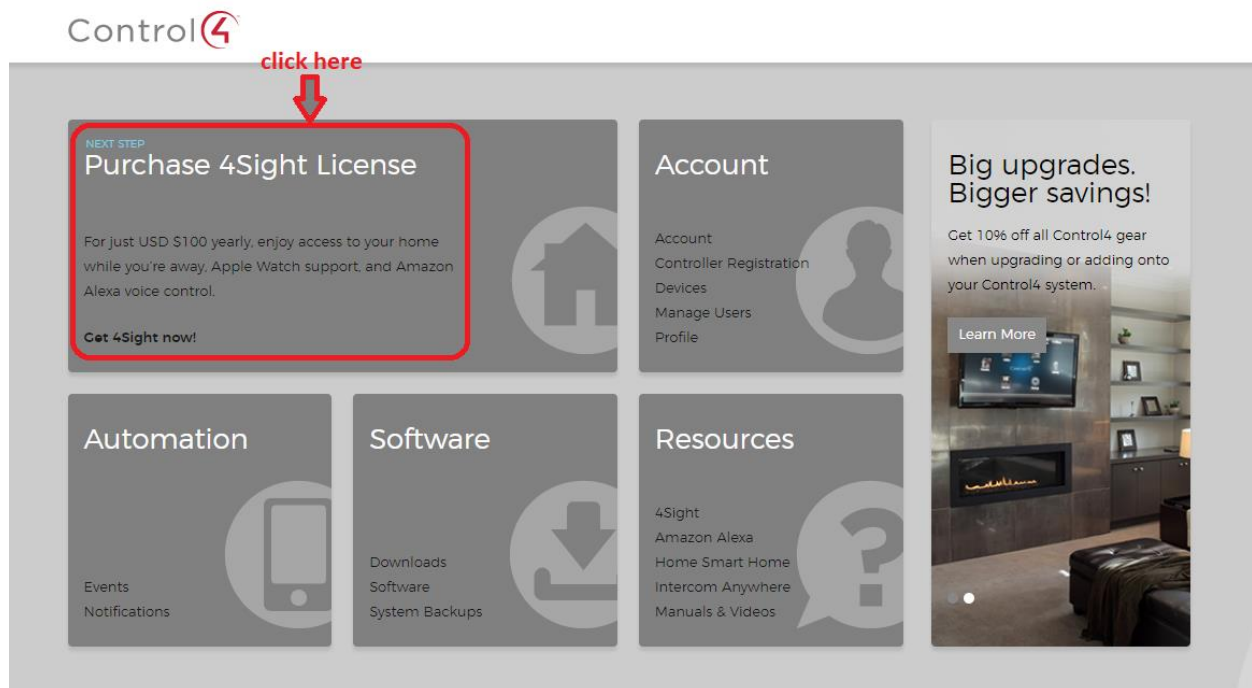 Control4
click here
NEXT STEP
Purchase 4Sight License
For just USD $100 yearly, enjoy access to your home
while you're away, Apple Watch support, and Amazon
Alexa voice control.
Get 4Sight now!
Account
Account
Controller Registration
Devices
Manage Users
Profile
Big upgrades.
Bigger savings!
Get 10% off all Control4 gear
when upgrading or adding onto
your Control4 system.
Learn More
Automation
Events
Notifications
Software
Downloads
Software
System Backups
Resources
4Sight
Amazon Alexa
Home Smart Home
Intercom Anywhere
Manuals & Videos